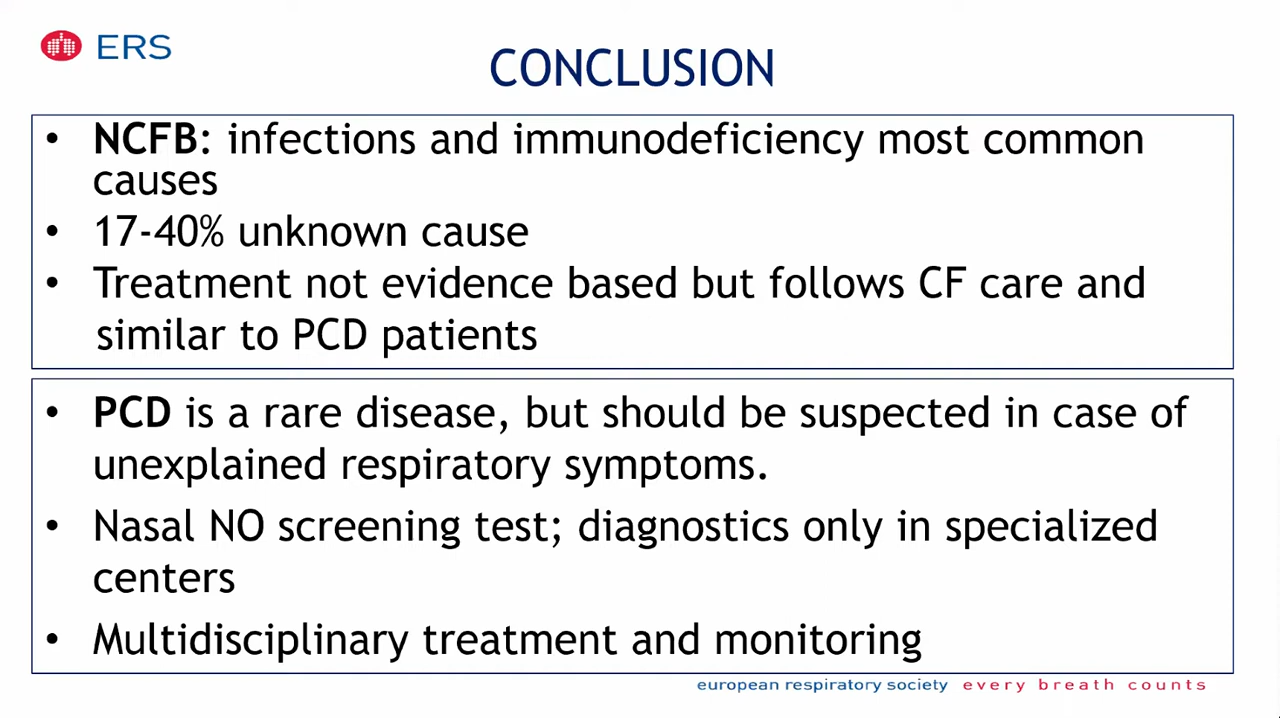 ERS
CONCLUSION
• NCFB: infections and immunodeficiency most common
causes
• 17-40% unknown cause
• Treatment not evidence based but follows CF care and
similar to PCD patients
• PCD is a rare disease, but should be suspected in case of
unexplained respiratory symptoms.
• Nasal NO screening test; diagnostics only in specialized
centers
• Multidisciplinary treatment and monitoring
european respiratory society every breath counts